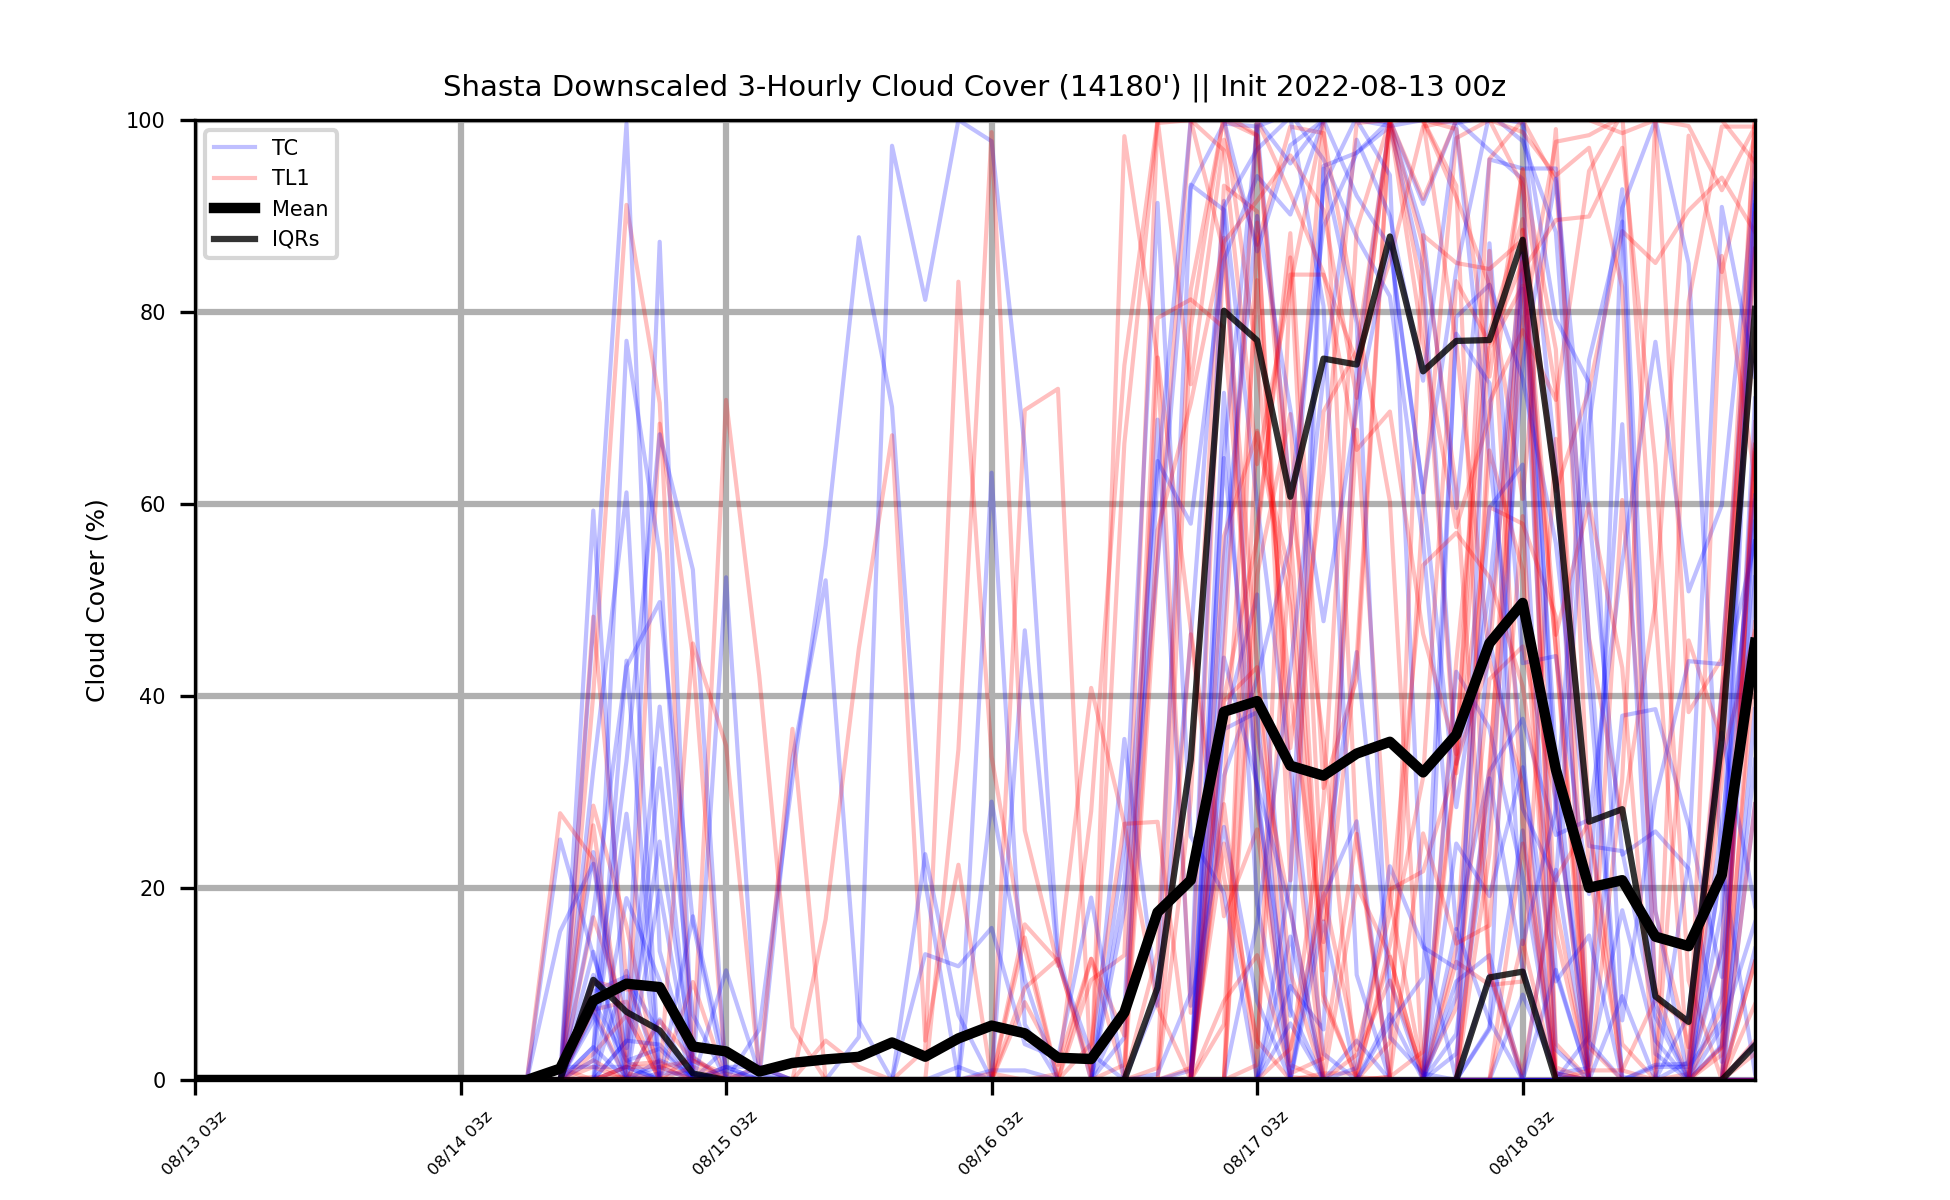 Shasta Downscaled 3-Hourly Cloud Cover (14180') || Init 2022-08-13 00z
100
80
60
40
20
0
Cloud Cover (%)
TC
TL1
Mean
IQRs
08/13 03z
08/14 03z
08/15 03z
08/16 03z
08/17 03z
08/18 03z